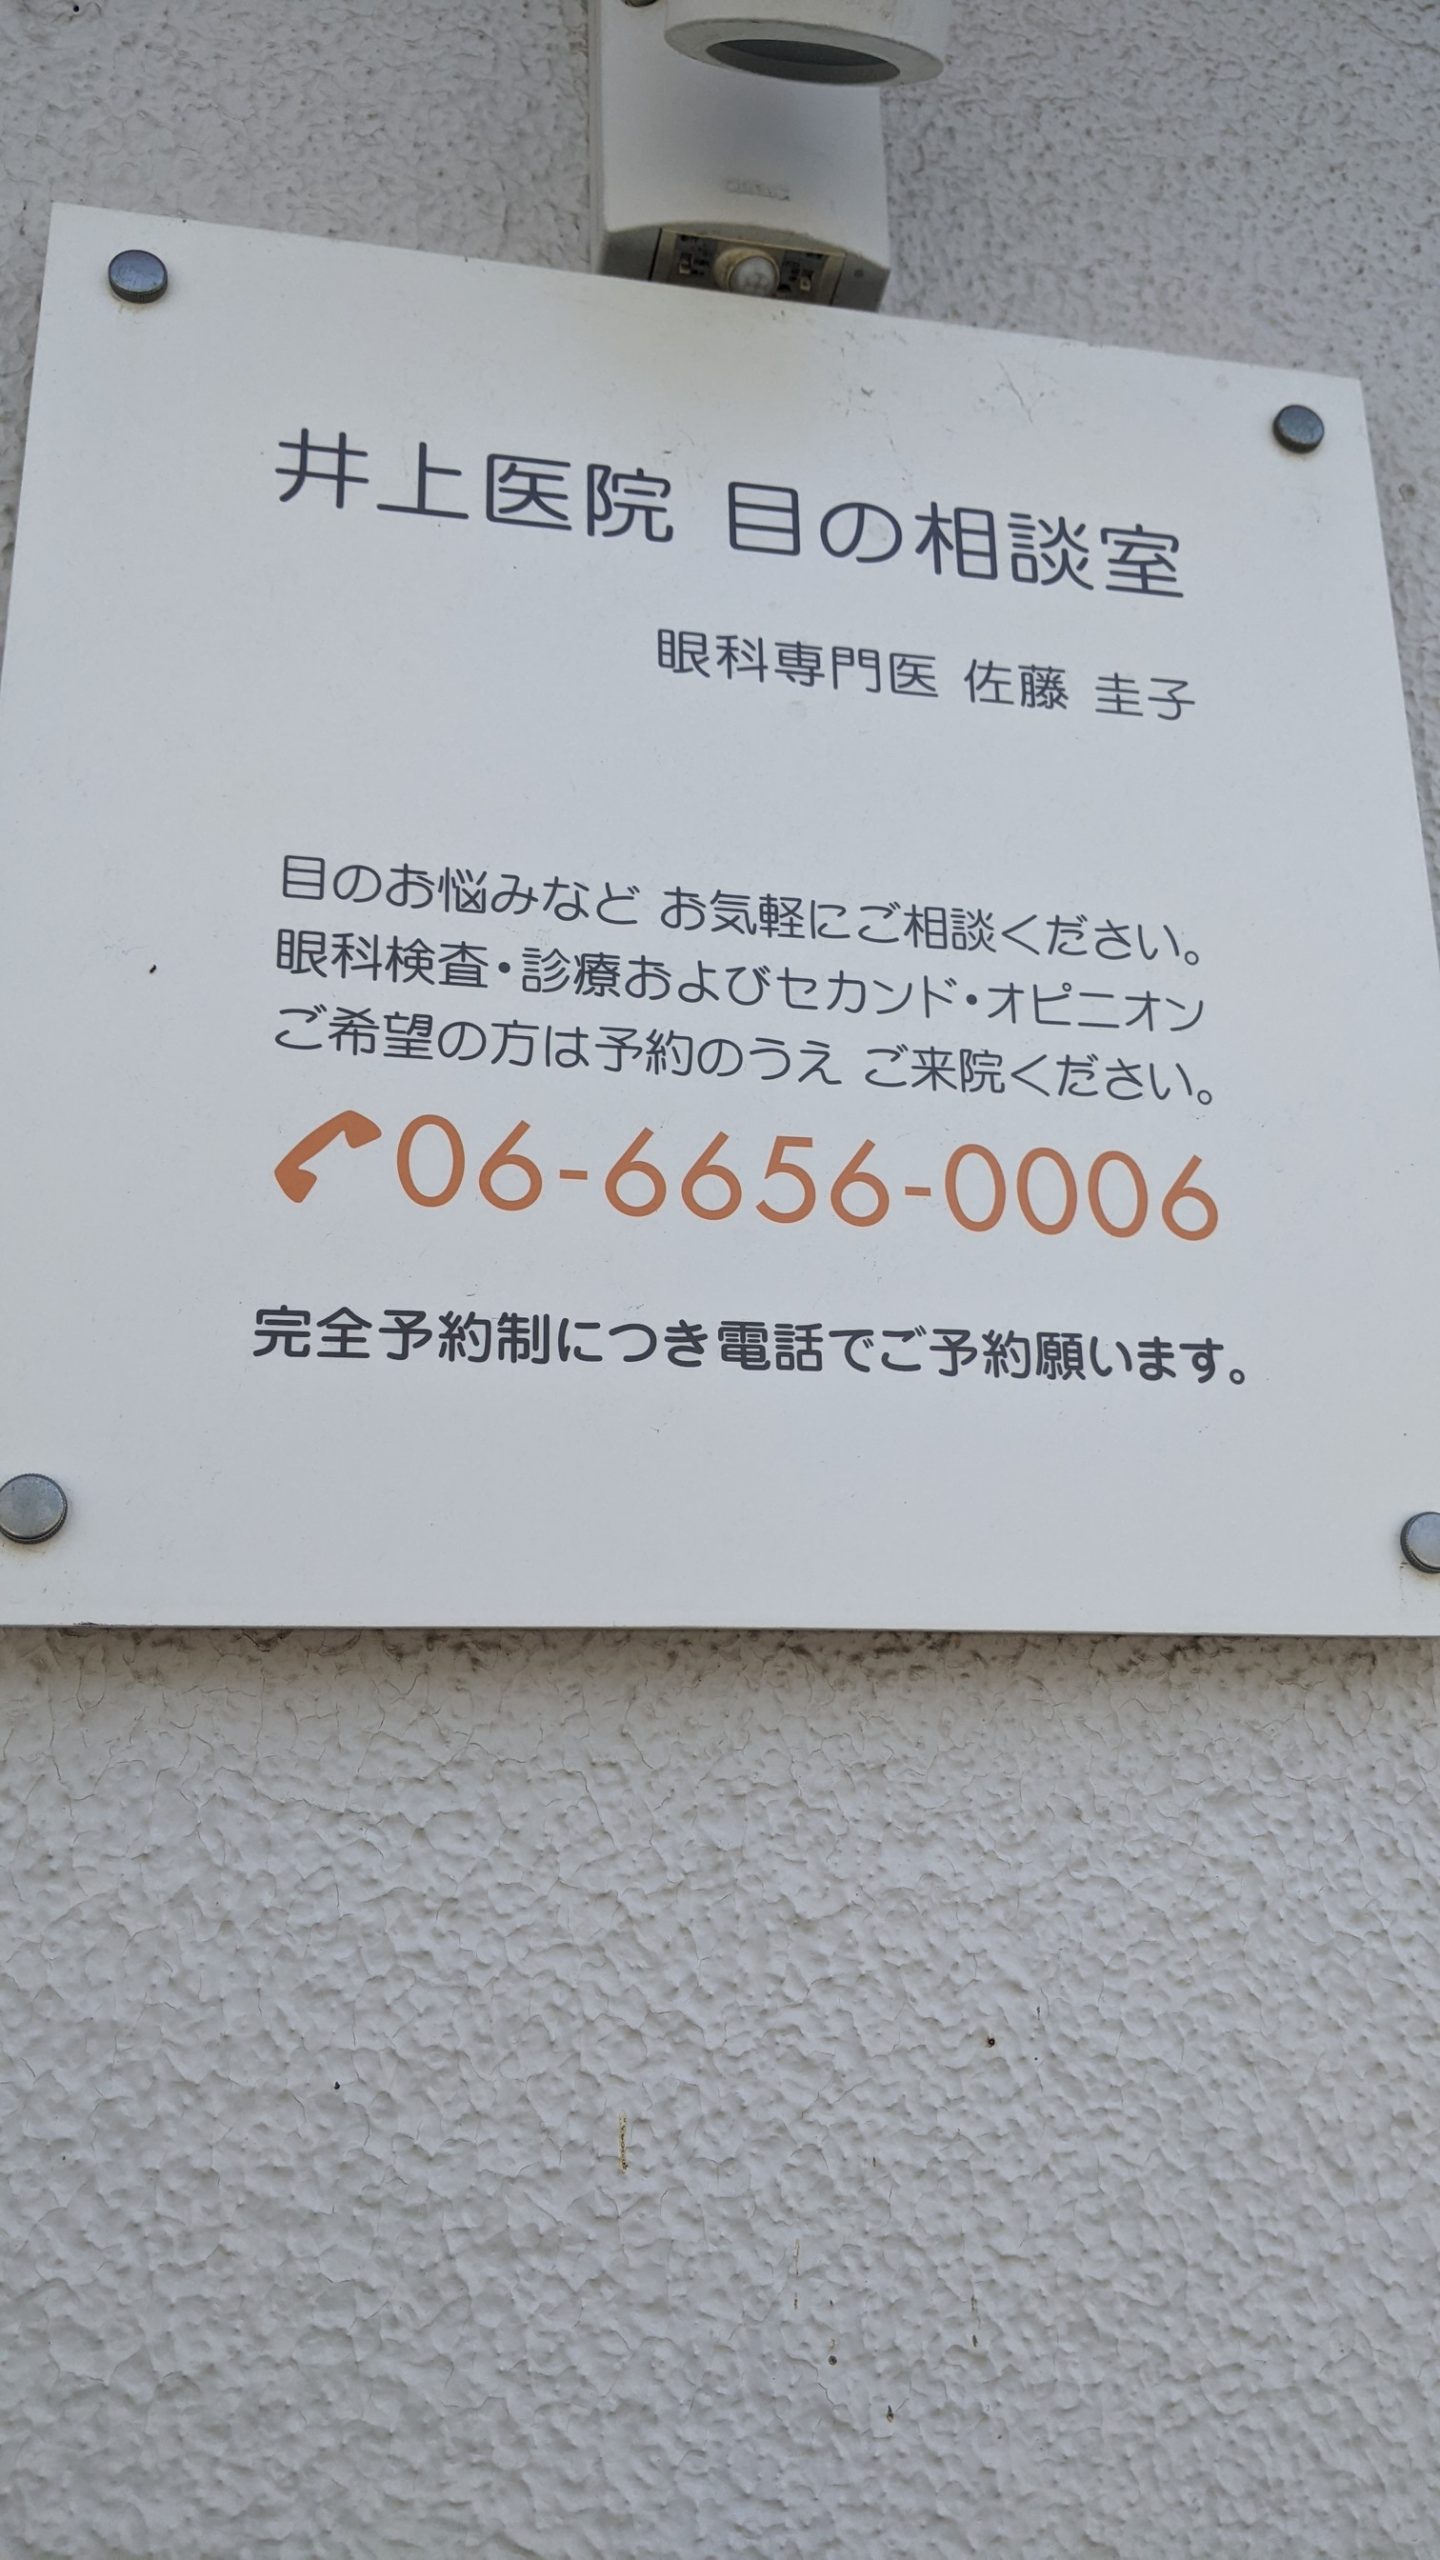 井上医院 目の相談室
眼科専門医 佐藤 圭子
目のお悩みなど お気軽にご相談ください。
眼科検査・診療およびセカンド・オピニオン
ご希望の方は予約のうえ ご来院ください。
06-6656-0006
完全予約制につき電話でご予約願います。